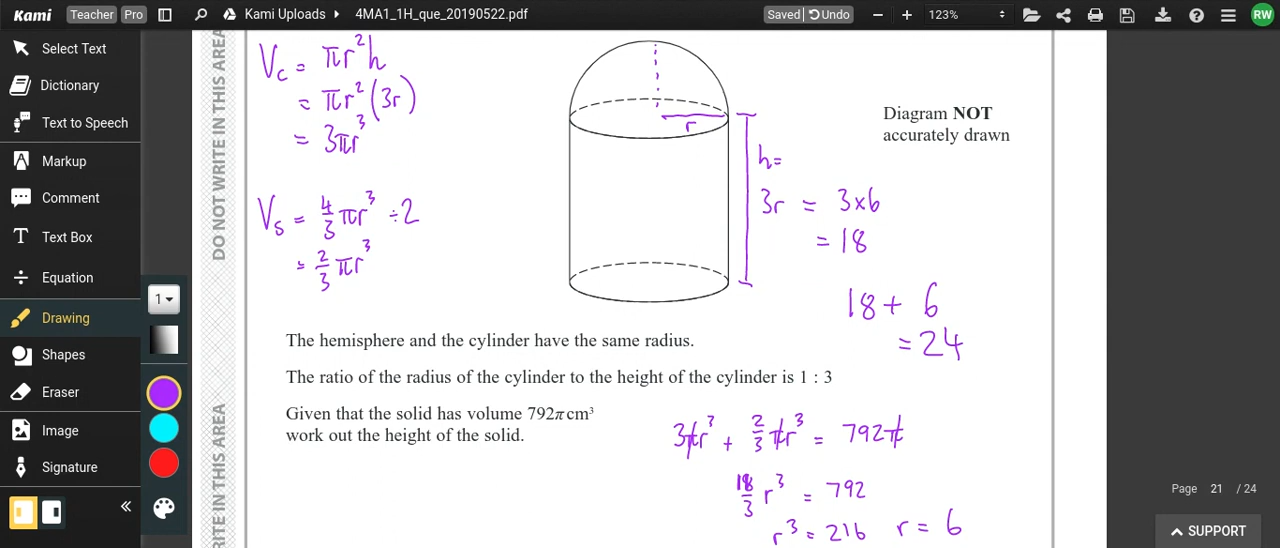 Kami Teacher Pro Kami Uploads > 4MA1_1H_que_20190522.pdf Saved Undo 123% RW
Select Text
Dictionary
Text to Speech
Markup
Comment
Text Box
Equation
Drawing
Shapes
Eraser
Image
Signature
1
DO NOT WRITE IN THIS AREA
RITE IN THIS AREA
Vc = πr²h
= πr²(3r)
= 3πr³
Vs = 4/3 πr³ ÷2
= 2/3 πr³
r
h=
3r = 3×6
= 18
18 + 6
= 24
Diagram NOT
accurately drawn
The hemisphere and the cylinder have the same radius.
The ratio of the radius of the cylinder to the height of the cylinder is 1 : 3
Given that the solid has volume 792π cm³
work out the height of the solid.
3πr³ + 2/3 πr³ = 792π
r³ = 792
r³ = 216 r = 6
Page 21 / 24
SUPPORT